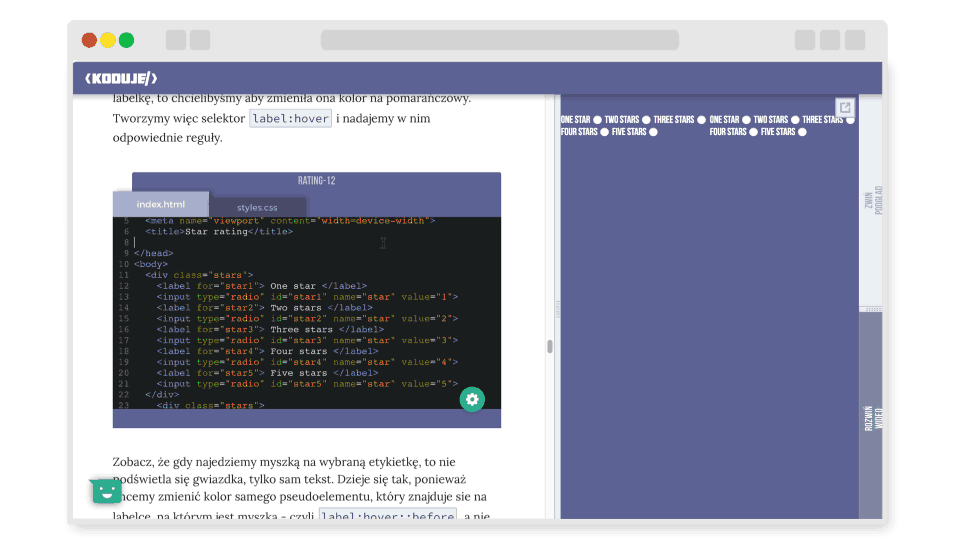 <KODUJE/>
labelkę, to chcielibyśmy aby zmieniła ona kolor na pomarańczowy.
Tworzymy więc selektor label:hover i nadajemy w nim
odpowiednie reguły.
RATING-12
index.html
styles.css
5 <meta name="viewport" content="width=device-width">
6 <title>Star rating</title>
8
9 </head>
10 <body>
11 <div class="stars">
12 <label for="star1"> One star </label>
13 <input type="radio" id="star1" name="star" value="1">
14 <label for="star2"> Two stars </label>
15 <input type="radio" id="star2" name="star" value="2">
16 <label for="star3"> Three stars </label>
17 <input type="radio" id="star3" name="star" value="3">
18 <label for="star4"> Four stars </label>
19 <input type="radio" id="star4" name="star" value="4">
20 <label for="star5"> Five stars </label>
21 <input type="radio" id="star5" name="star" value="5">
22 </div>
23 <div class="stars">
Zobacz, że gdy najedziemy myszką na wybraną etykietkę, to nie
podświetla się gwiazdka, tylko sam tekst. Dzieje się tak, ponieważ
chcemy zmienić kolor samego pseudoelementu, który znajduje sie na
labelce, na którym jest myszka - czyli label:hover::before, a nie
ONE STAR TWO STARS THREE STARS ONE STAR TWO STARS THREE STARS
FOUR STARS FIVE STARS FOUR STARS FIVE STARS
ZWIŃ
PODGLĄD
ROZWIŃ
WIDEO